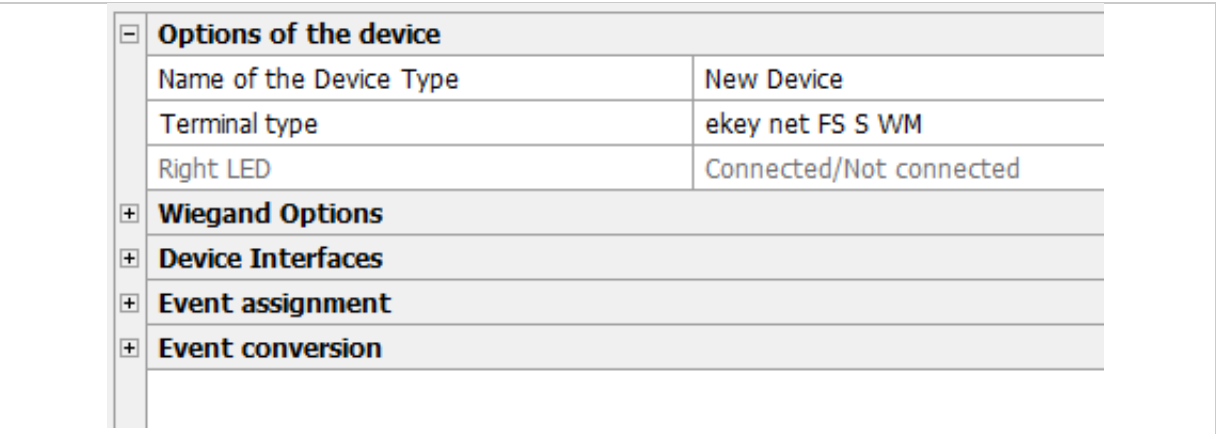 Options of the device
Name of the Device Type New Device
Terminal type ekey net FS S WM
Right LED Connected/Not connected
Wiegand Options
Device Interfaces
Event assignment
Event conversion